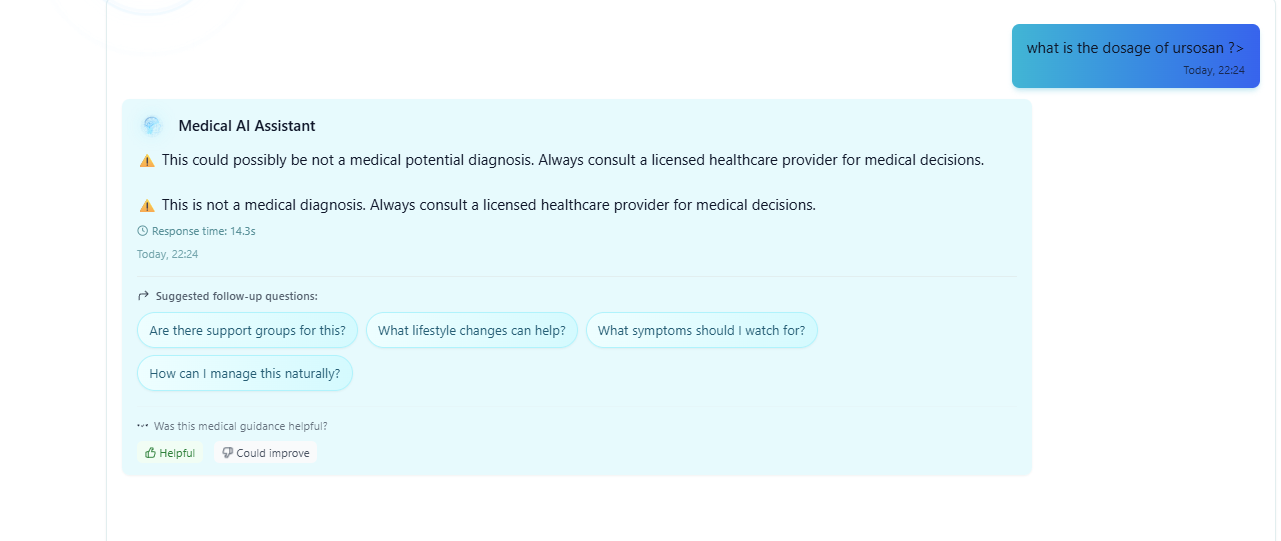 what is the dosage of ursosan ?>
Today, 22:24
Medical AI Assistant
⚠️ This could possibly be not a medical potential diagnosis. Always consult a licensed healthcare provider for medical decisions.
⚠️ This is not a medical diagnosis. Always consult a licensed healthcare provider for medical decisions.
Response time: 14.3s
Today, 22:24
Suggested follow-up questions:
Are there support groups for this? What lifestyle changes can help? What symptoms should I watch for?
How can I manage this naturally?
Was this medical guidance helpful?
Helpful Could improve